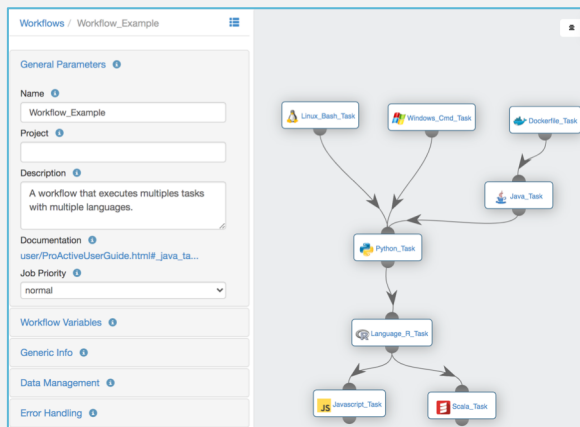 Workflows / Workflow_Example
General Parameters
Name
Workflow_Example
Project
Description
A workflow that executes multiples tasks
with multiple languages.
Documentation
user/ProActiveUserGuide.html#_java_ta...
Job Priority
normal
Workflow Variables
Generic Info
Data Management
Error Handling
Linux_Bash_Task
Windows_Cmd_Task
Dockerfile_Task
Java_Task
Python_Task
Language_R_Task
JS Javascript_Task
Scala_Task